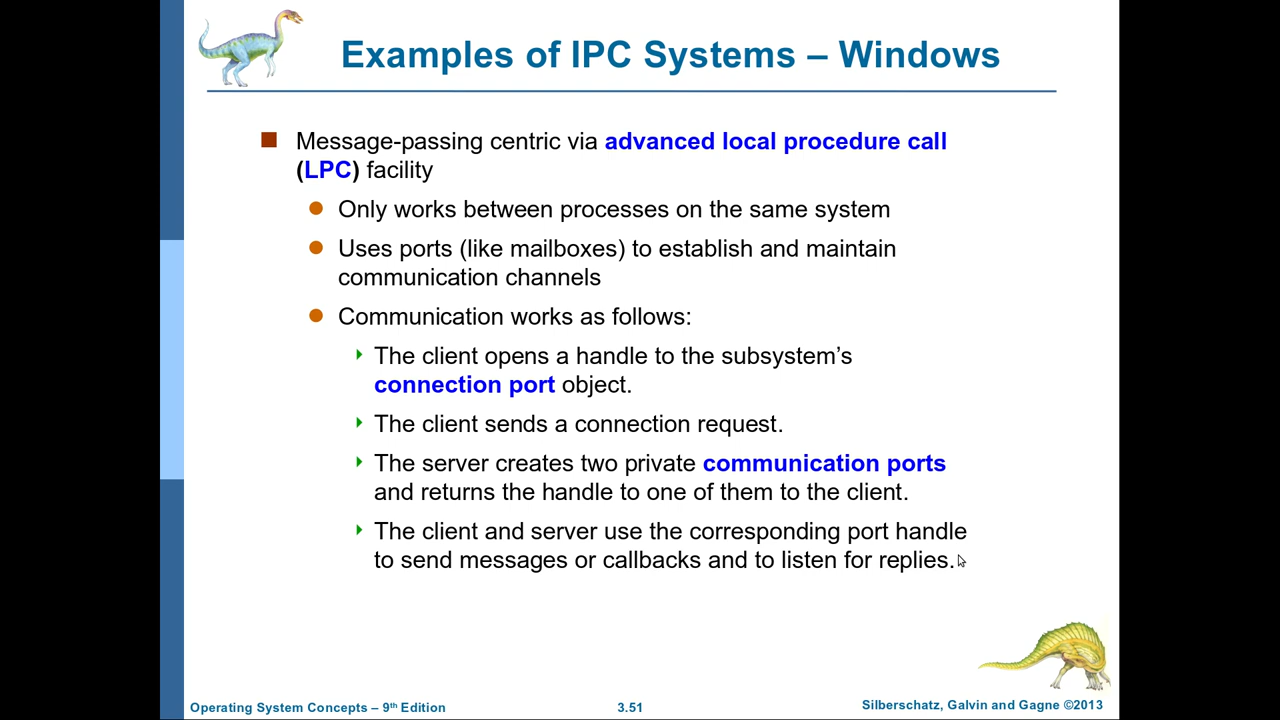 Examples of IPC Systems – Windows
Message-passing centric via advanced local procedure call
(LPC) facility
Only works between processes on the same system
Uses ports (like mailboxes) to establish and maintain
communication channels
Communication works as follows:
The client opens a handle to the subsystem’s
connection port object.
The client sends a connection request.
The server creates two private communication ports
and returns the handle to one of them to the client.
The client and server use the corresponding port handle
to send messages or callbacks and to listen for replies.
Operating System Concepts – 9th Edition
3.51
Silberschatz, Galvin and Gagne ©2013